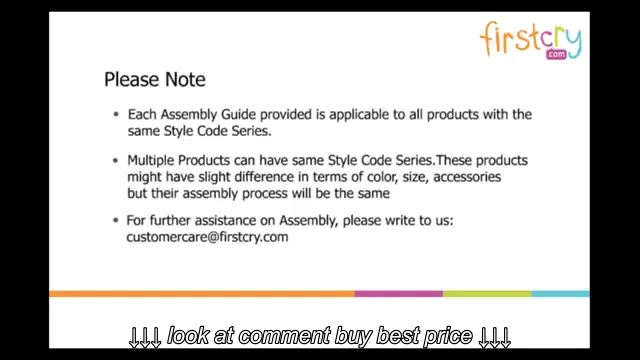 firstcry
.com
Please Note
• Each Assembly Guide provided is applicable to all products with the
same Style Code Series.
• Multiple Products can have same Style Code Series.These products
might have slight difference in terms of color, size, accessories
but their assembly process will be the same
• For further assistance on Assembly, please write to us:
customercare@firstcry.com
↓↓↓ look at comment buy best price ↓↓↓